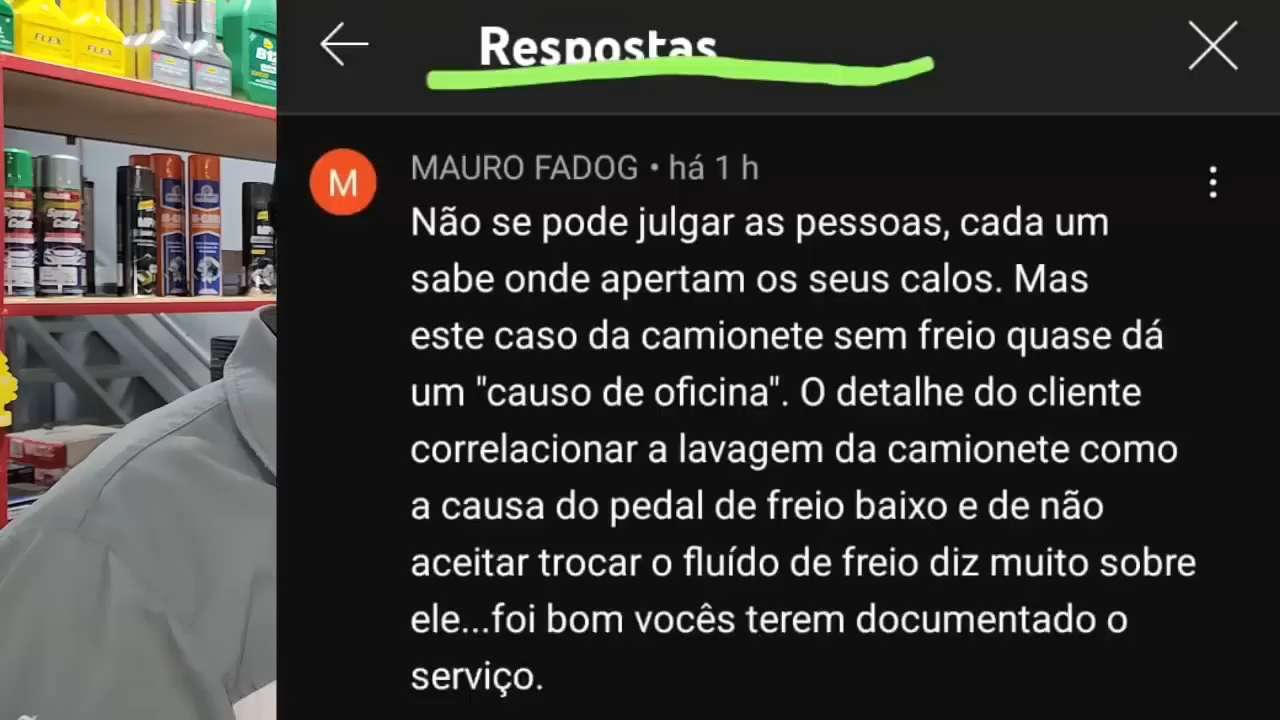 Respostas
MAURO FADOG • há 1 h
M
Não se pode julgar as pessoas, cada um
sabe onde apertam os seus calos. Mas
este caso da camionete sem freio quase dá
um "causo de oficina". O detalhe do cliente
correlacionar a lavagem da camionete como
a causa do pedal de freio baixo e de não
aceitar trocar o fluído de freio diz muito sobre
ele...foi bom vocês terem documentado o
serviço.
FLEX
FLEX
B12